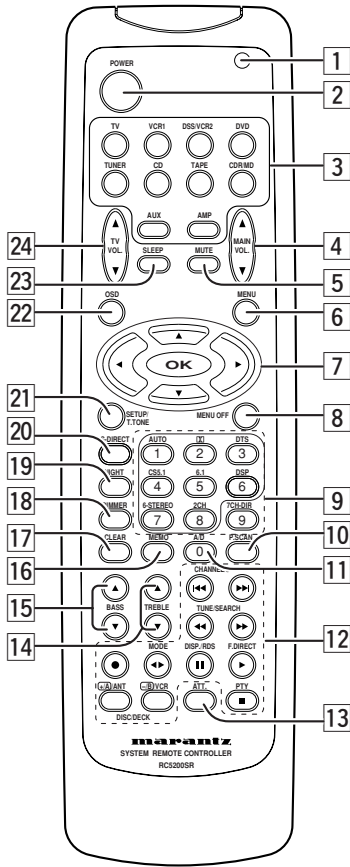 1
POWER
2
TV VCR1 DSS/VCR2 DVD
3
TUNER CD TAPE CDR/MD
AUX AMP
24 TV VOL. MAIN VOL. 4
23 SLEEP MUTE 5
22 OSD MENU 6
OK 7
21 SETUP/ T.TONE MENU OFF 8
20 -DIRECT AUTO DTS
1 2 3
19 IGHT CS5.1 6.1 DSP
4 5 6
9
18 MMER 6-STEREO 2CH 7CH-DIR
7 8 9
17 CLEAR MEMO A/D P.SCAN 10
0
16 11
CHANNEL
15 BASS TREBLE TUNE/SEARCH
14 12
MODE DISP./RDS F.DIRECT
(+/A)/ANT (–/B)/VCR ATT. PTY
DISC/DECK 13
marantz
SYSTEM REMOTE CONTROLLER
RC5200SR